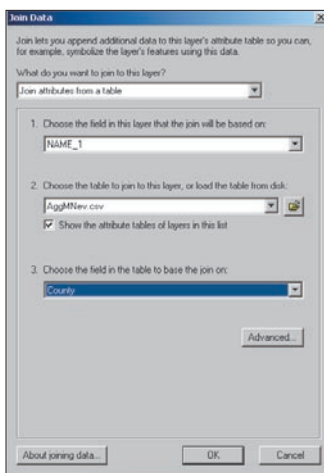 Join Data
Join lets you append additional data to this layer's attribute table so you can,
for example, symbolize the layer's features using this data.
What do you want to join to this layer?
Join attributes from a table
1. Choose the field in this layer that the join will be based on:
NAME_1
2. Choose the table to join to this layer, or load the table from disk:
AggMNev.csv
Show the attribute tables of layers in this list
3. Choose the field in the table to base the join on:
County
Advanced...
About joining data...
OK
Cancel